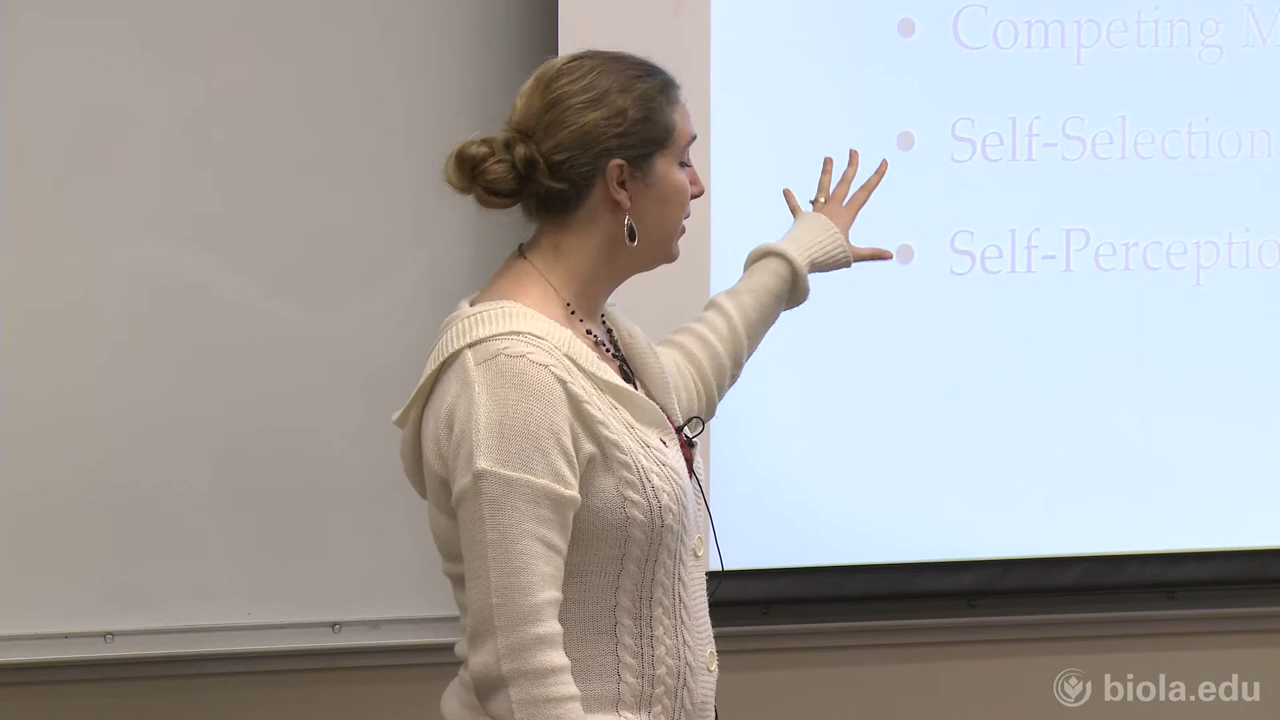 • Competing
• Self-Selection
• Self-Perceptio
biola.edu